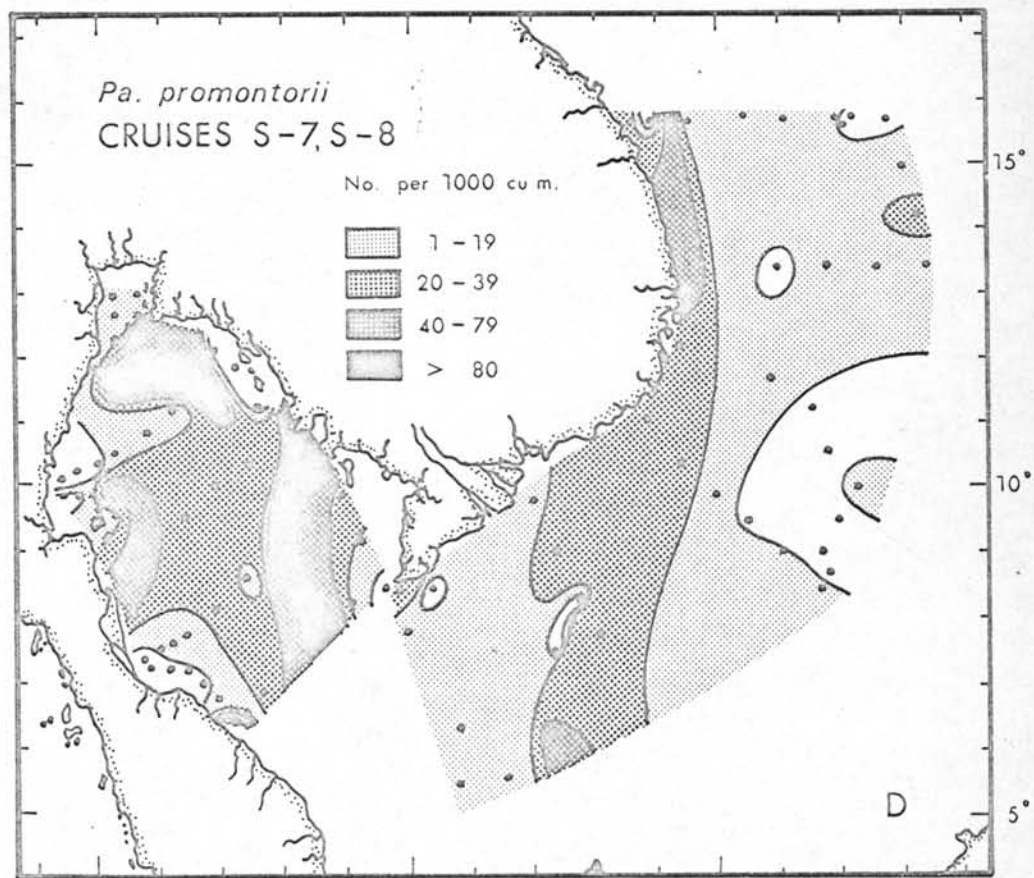 Pa. promontorii
CRUISES S-7, S-8
No. per 1000 cu m.
1 - 19
20 - 39
40 - 79
> 80
15°
10°
5°
D